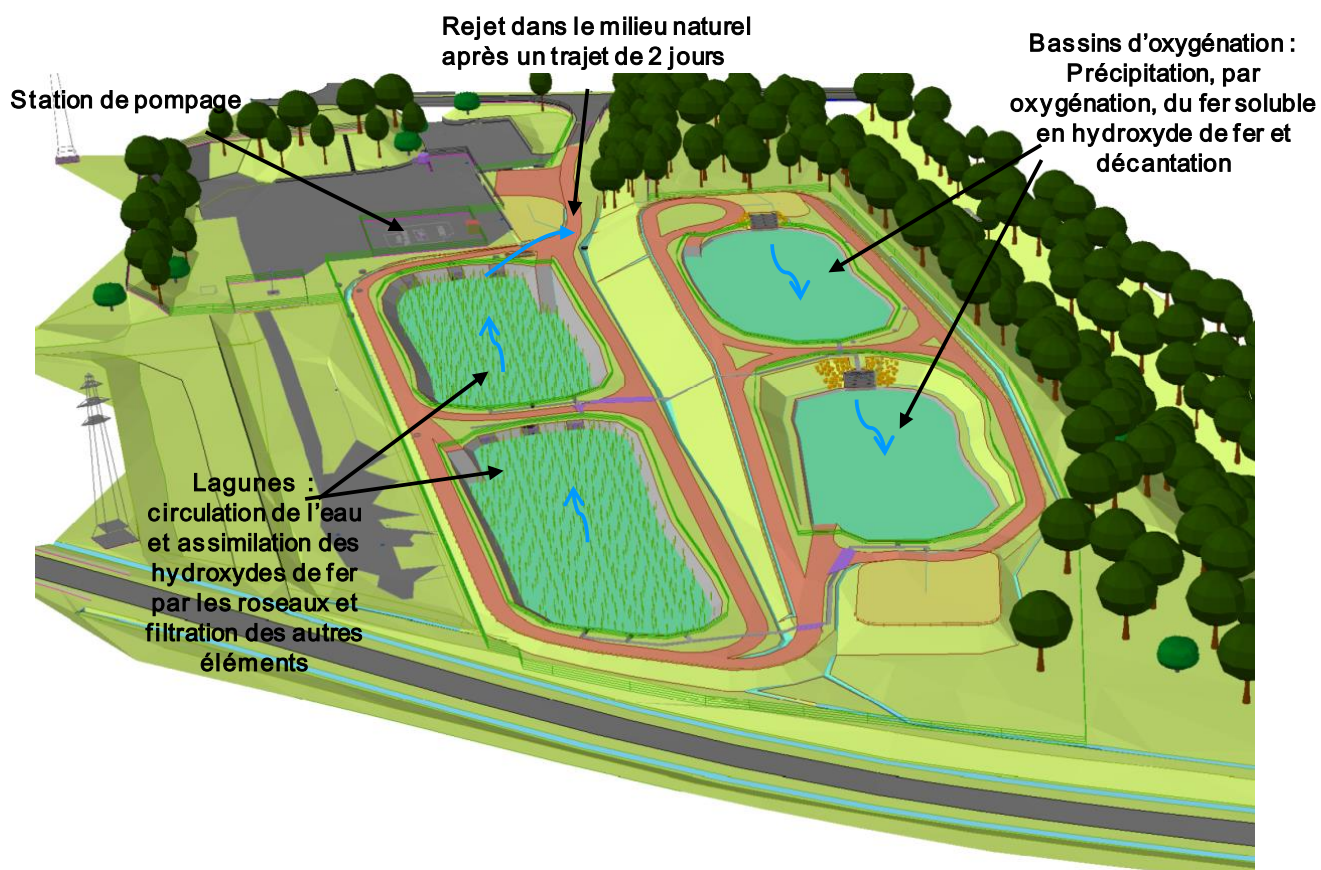 Rejet dans le milieu naturel
après un trajet de 2 jours
Station de pompage
Bassins d'oxygénation :
Précipitation, par
oxygénation, du fer soluble
en hydroxyde de fer et
décantation
Lagunes :
circulation de l'eau
et assimilation des
hydroxydes de fer
par les roseaux et
filtration des autres
éléments